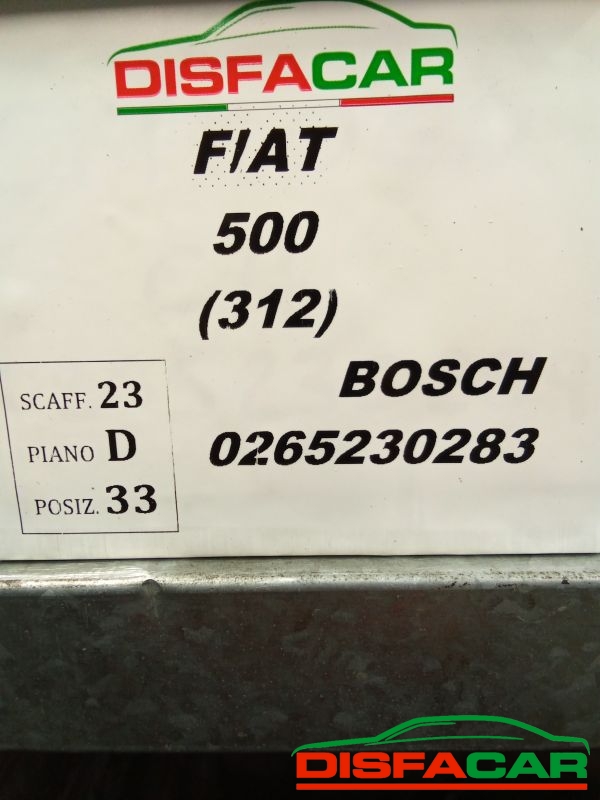 DISFACAR
FIAT
500
(312)
BOSCH
0265230283
SCAFF. 23
PIANO D
POSIZ. 33
DISFACAR